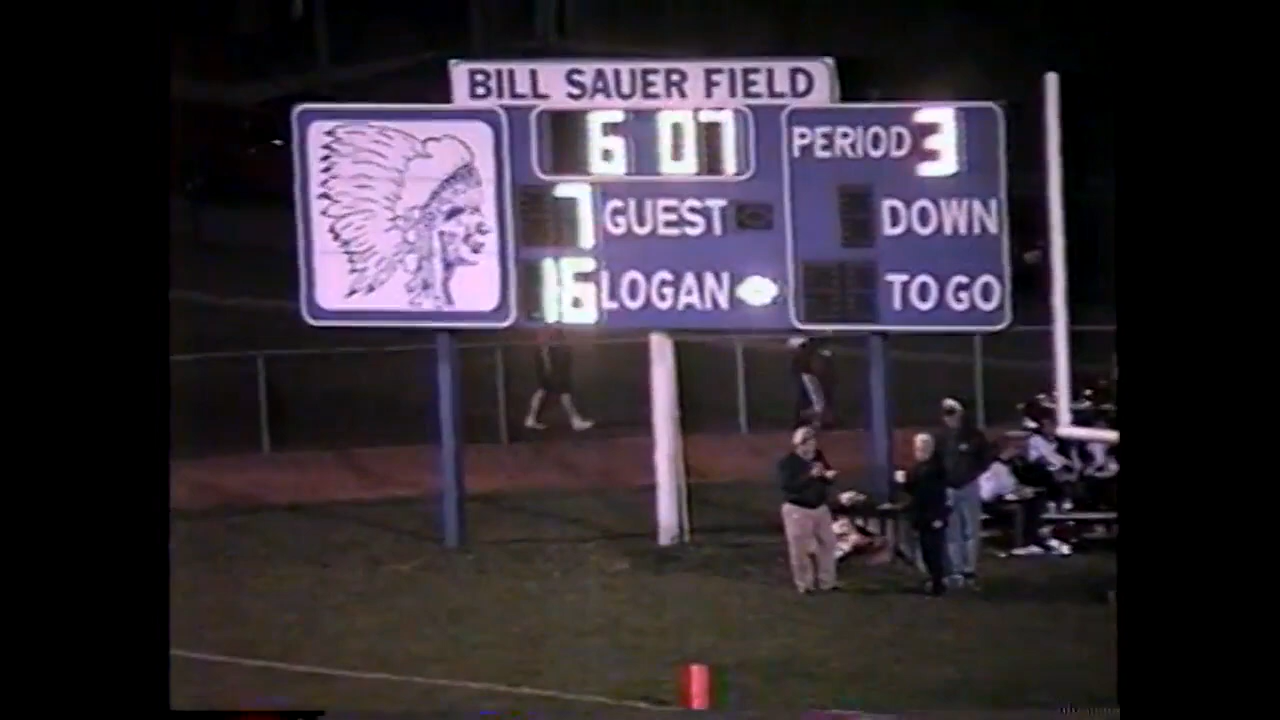 BILL SAUER FIELD
6 07
PERIOD 3
7 GUEST
DOWN
16 LOGAN
TO GO